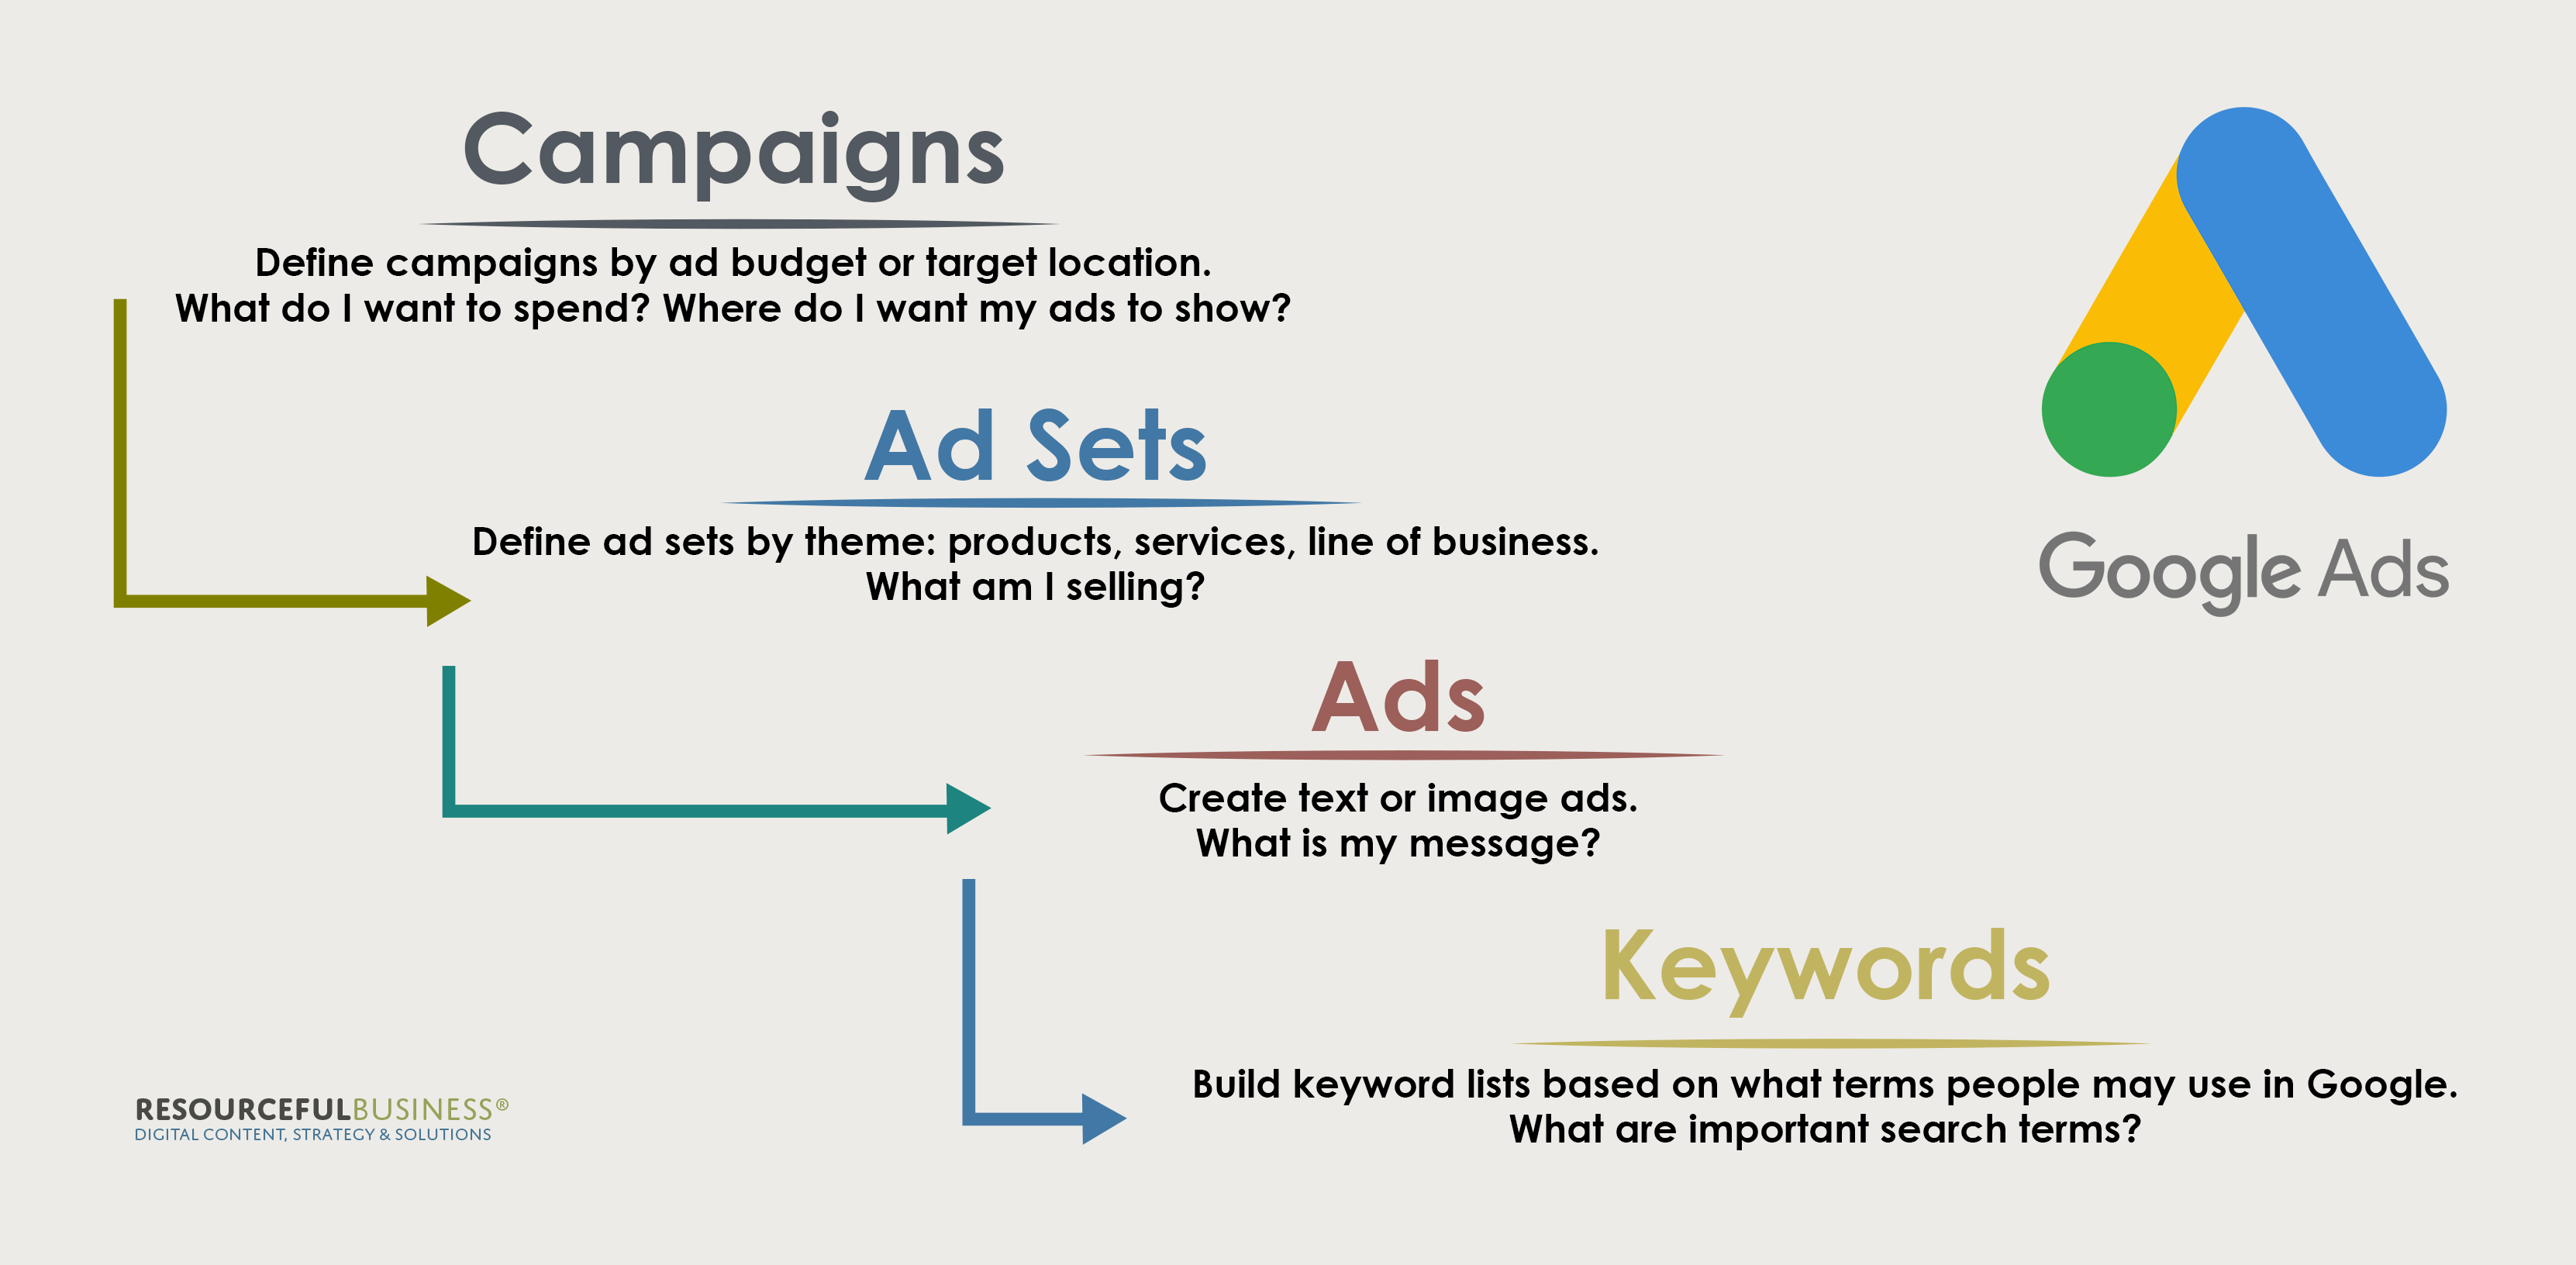 Campaigns
Define campaigns by ad budget or target location.
What do I want to spend? Where do I want my ads to show?
Ad Sets
Define ad sets by theme: products, services, line of business.
What am I selling?
Google Ads
Ads
Create text or image ads.
What is my message?
Keywords
Build keyword lists based on what terms people may use in Google.
What are important search terms?
RESOURCEFULBUSINESS®
DIGITAL CONTENT, STRATEGY & SOLUTIONS